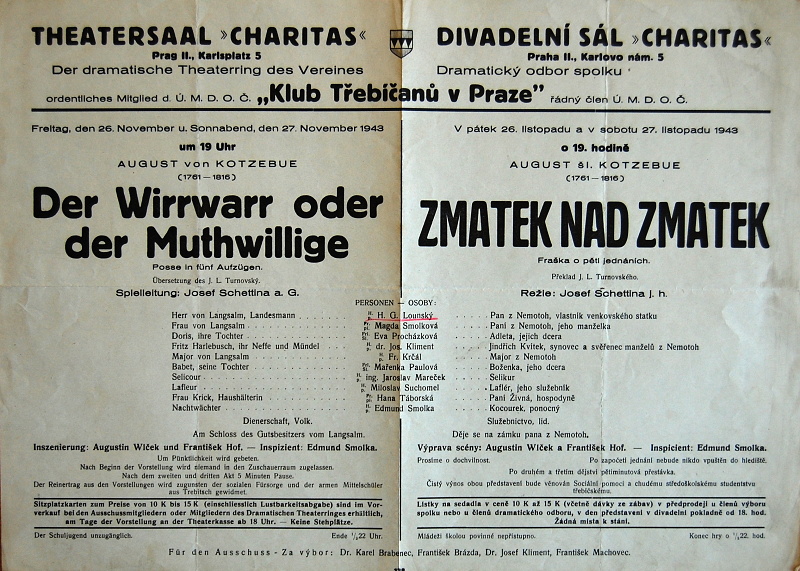 THEATERSAAL »CHARITAS«
Prag II., Karlsplatz 5
Der dramatische Theaterring des Vereines
DIVADELNÍ SÁL »CHARITAS«
Praha II., Karlovo nám. 5
Dramatický odbor spolku
ordentliches Mitglied d. Ú. M. D. O. Č. „Klub Třebíčanů v Praze" řádný člen Ú. M. D. O. Č.
Freitag, den 26. November u. Sonnabend, den 27. November 1943
um 19 Uhr
AUGUST von KOTZEBUE
(1761—1816)
Der Wirrwarr oder
der Muthwillige
Posse in fünf Aufzügen.
Übersetzung des J. L. Turnovský.
Spielleitung: Josef Schettina a. G.
V pátek 26. listopadu a v sobotu 27. listopadu 1943
o 19. hodině
AUGUST šl. KOTZEBUE
(1761—1816)
ZMATEK NAD ZMATEK
Fraška o pěti jednáních.
Překlad J. L. Turnovského.
Režie: Josef Schettina j. h.
PERSONEN — OSOBY:
Herr von Langsalm, Landesmann . . . . H. p. H. G. Lounský . . . . Pan z Nemotoh, vlastník venkovského statku
Frau von Langsalm . . . . Fr. pí. Magda Smolková . . . . Paní z Nemotoh, jeho manželka
Doris, ihre Tochter . . . . Frl. sl. Eva Procházková . . . . Adleta, jejich dcera
Fritz Harlebusch, ihr Neffe und Mündel . . . . H. p. dr. Jos. Kliment . . . . Jindřich Kvítek, synovec a svěřenec manželů z Nemotoh
Major von Langsalm . . . . H. p. Fr. Krčál . . . . Major z Nemotoh
Babet, seine Tochter . . . . Frl. sl. Mařenka Paulová . . . . Boženka, jeho dcera
Selicour . . . . H. p. ing. Jaroslav Mareček . . . . Selikur
Lafleur . . . . H. p. Miloslav Suchomel . . . . Laflér, jeho služebník
Frau Krick, Haushälterin . . . . Hana Táborská . . . . Paní Živná, hospodyně
Nachtwächter . . . . H. p. Edmund Smolka . . . . Kocourek, ponocný
Dienerschaft, Volk.
Služebnictvo, lid.
Am Schloss des Gutsbesitzers vom Langsalm.
Děje se na zámku pana z Nemotoh.
Inszenierung: Augustin Wlček und František Hof. — Inspizient: Edmund Smolka.
Um Pünktlichkeit wird gebeten.
Nach Beginn der Vorstellung wird niemand in den Zuschauerraum zugelassen.
Nach dem zweiten und dritten Akt 5 Minuten Pause.
Der Reinertrag aus den Vorstellungen wird zugunsten der sozialen Fürsorge und der armen Mittelschüler
aus Trebitsch gewidmet.
Sitzplatzkarten zum Preise von 10 K bis 15 K (einschliesslich Lustbarkeitsabgabe) sind im Vor-
verkauf bei den Ausschussmitgliedern oder Mitgliedern des Dramatischen Theaterringes erhältlich,
am Tage der Vorstellung an der Theaterkasse ab 18 Uhr. — Keine Stehplätze.
Der Schuljugend unzugänglich.
Ende ½22 Uhr.
Výprava scény: Augustin Wlček a František Hof. — Inspicient: Edmund Smolka.
Prosíme o dochvilnost.
Po započetí jednání nebude nikdo vpuštěn do hlediště.
Po druhém a třetím dějství pětiminutová přestávka.
Čistý výnos obou představení bude věnován Sociální pomoci a chudému středoškolskému studentstvu
třebíčskému.
Lístky na sedadla v ceně 10 K až 15 K (včetně dávky ze zábav) v předprodeji u členů výboru
spolku nebo u členů dramatického odboru, v den představení v divadelní pokladně od 18. hod.
Žádná místa k stání.
Mládeži školou povinné nepřístupno.
Konec hry o ½22 hod.
Für den Ausschuss - Za výbor: Dr. Karel Brabenec, František Brázda, Dr. Josef Kliment, František Machovec.